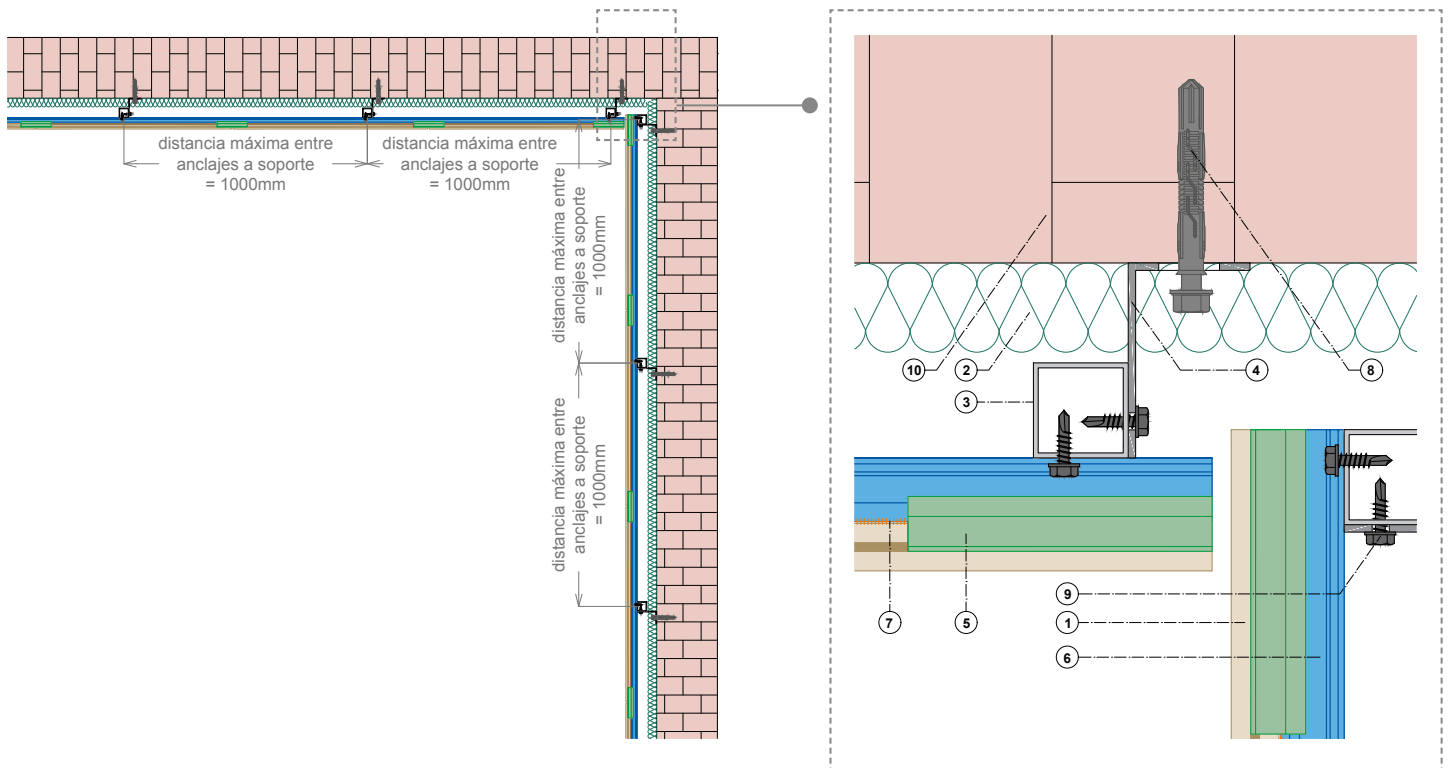 distancia máxima entre
anclajes a soporte
= 1000mm
distancia máxima entre
anclajes a soporte
= 1000mm
distancia máxima entre
anclajes a soporte
= 1000mm
distancia máxima entre
anclajes a soporte
= 1000mm
10
2
4
8
3
9
7
5
1
6